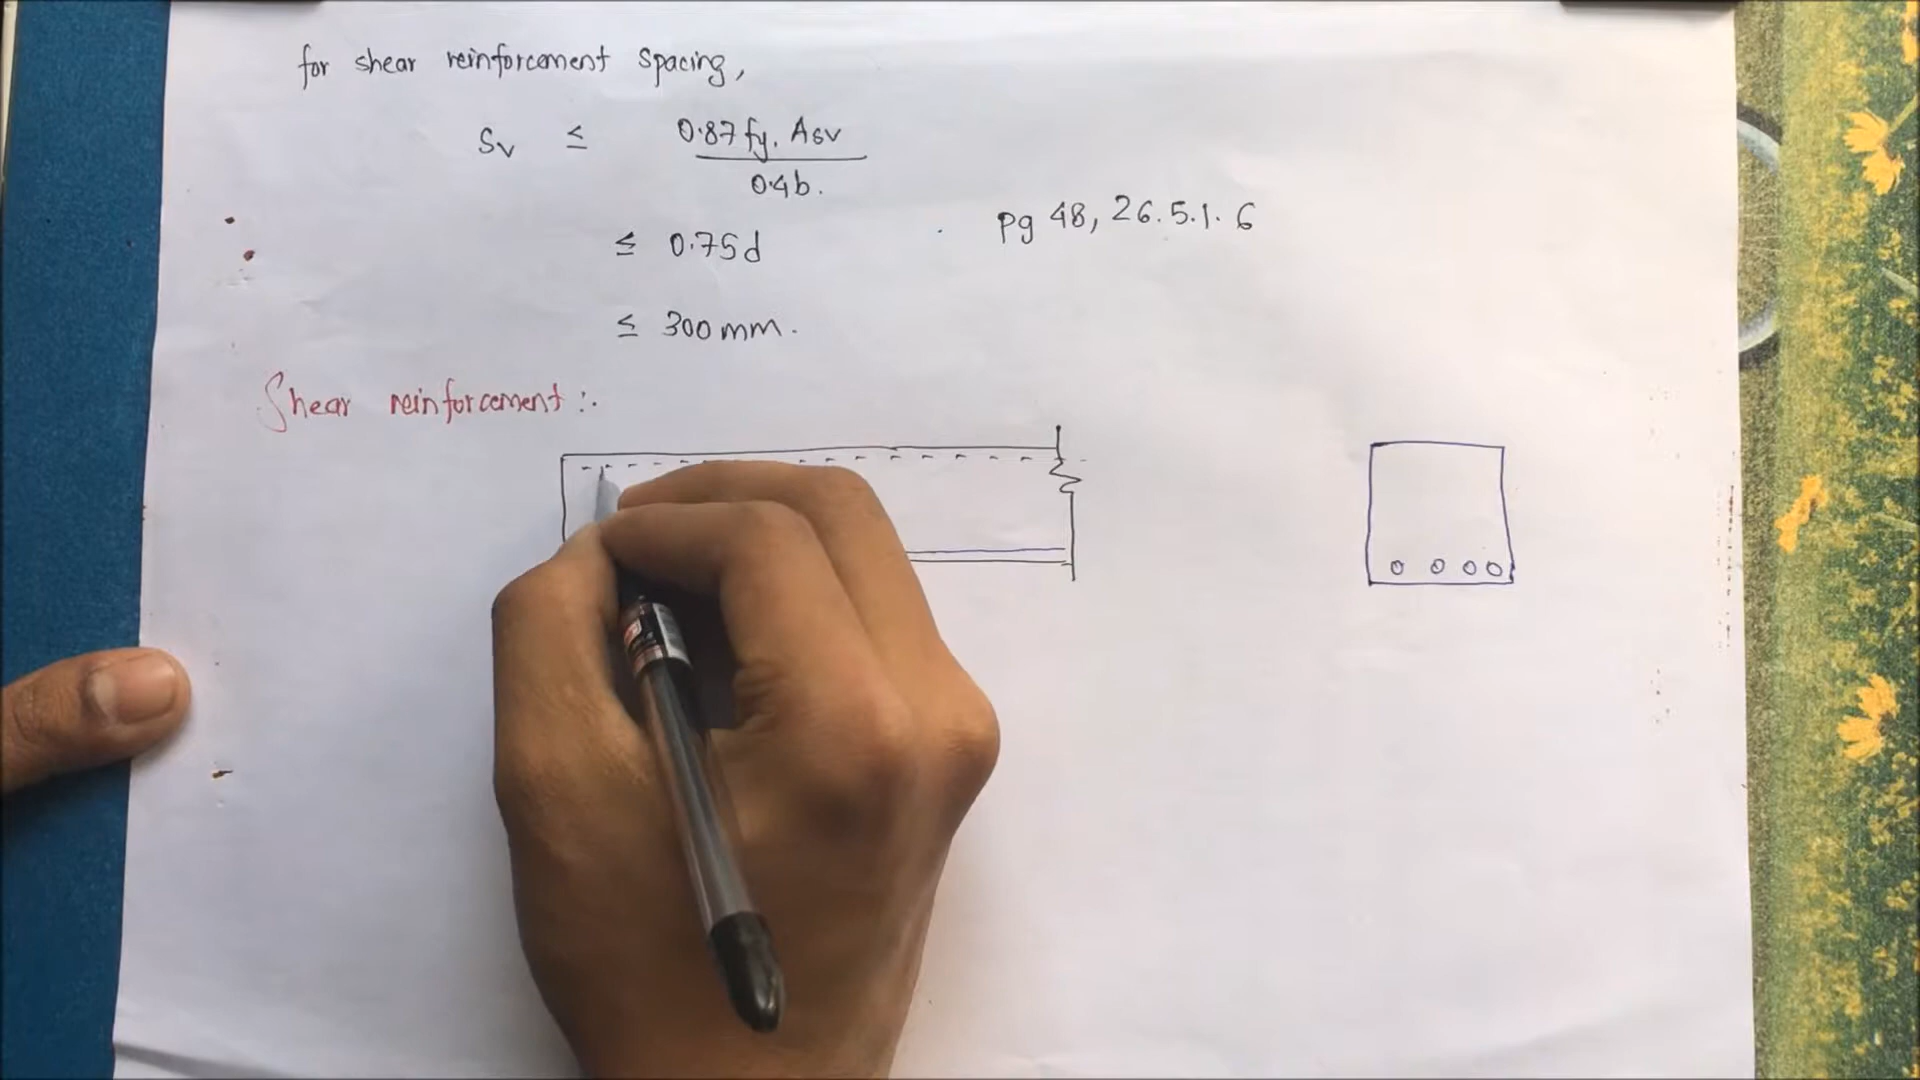 for shear reinforcement spacing,
Sv ≤ 0.87 fy. Asv / 0.4b.
≤ 0.75d
pg 48, 26.5.1.6
≤ 300 mm.
Shear reinforcement :.